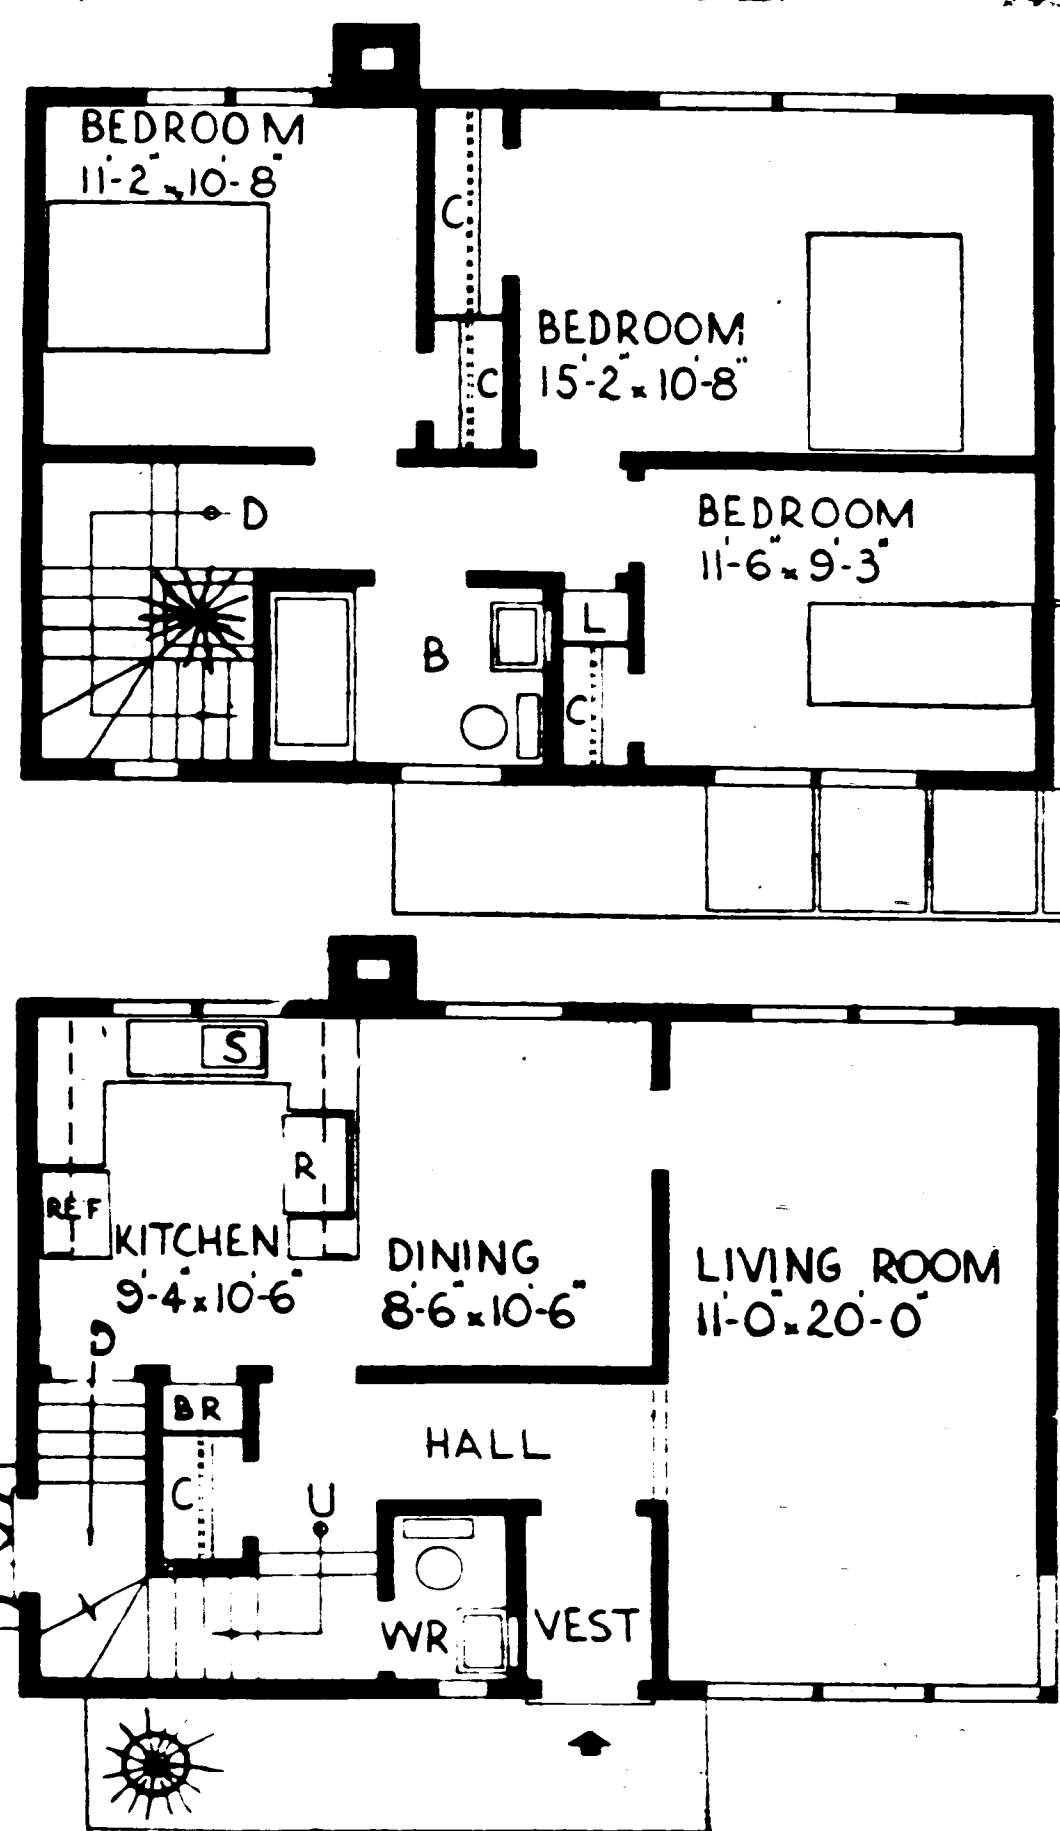 BEDROOM
11'-2" x 10'-8"
C
C
BEDROOM
15'-2" x 10'-8"
D
BEDROOM
11'-6" x 9'-3"
L
B
C
S
R
REF
KITCHEN
9'-4" x 10'-6"
DINING
8'-6" x 10'-6"
LIVING ROOM
11'-0" x 20'-0"
D
BR
HALL
C
U
WR
VEST